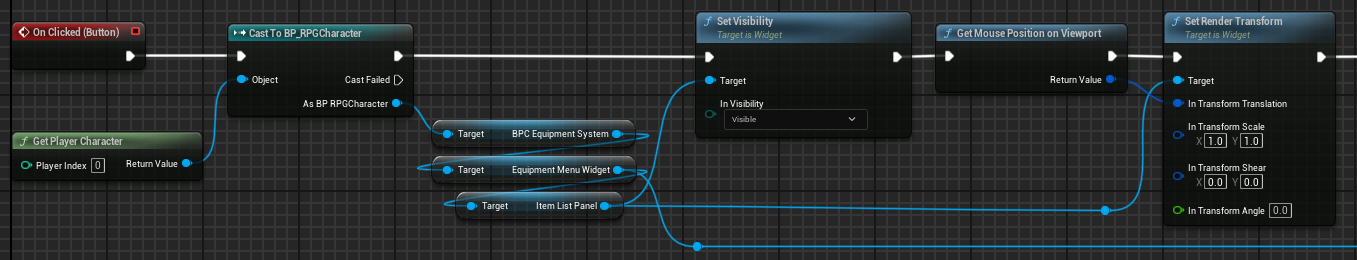 On Clicked (Button)
Get Player Character
Player Index 0
Return Value
Cast To BP_RPGCharacter
Object
Cast Failed
As BP RPGCharacter
Target BPC Equipment System
Target Equipment Menu Widget
Target Item List Panel
Set Visibility
Target is Widget
Target
In Visibility
Visible
Get Mouse Position on Viewport
Return Value
Set Render Transform
Target is Widget
Target
In Transform Translation
In Transform Scale
X 1.0 Y 1.0
In Transform Shear
X 0.0 Y 0.0
In Transform Angle 0.0